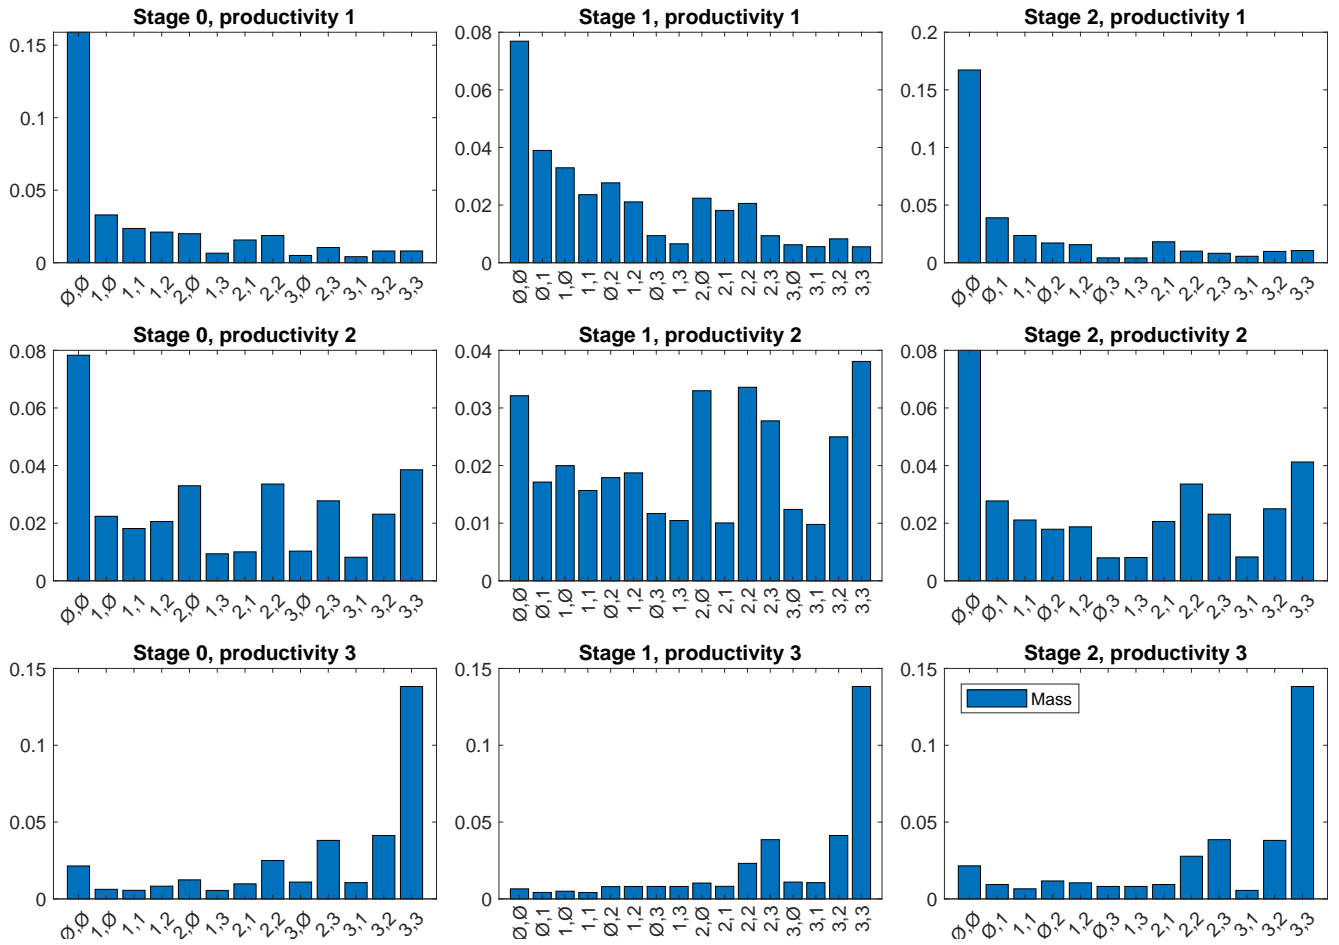 Stage 0, productivity 1
0.15
0.1
0.05
0
Ø,Ø
1,Ø
1,1
1,2
2,Ø
1,3
2,1
2,2
3,Ø
2,3
3,1
3,2
3,3
Stage 1, productivity 1
0.08
0.06
0.04
0.02
0
Ø,Ø
Ø,1
1,Ø
1,1
Ø,2
1,2
Ø,3
1,3
2,Ø
2,1
2,2
2,3
3,Ø
3,1
3,2
3,3
Stage 2, productivity 1
0.2
0.15
0.1
0.05
0
Ø,Ø
Ø,1
1,1
Ø,2
1,2
Ø,3
1,3
2,1
2,2
2,3
3,1
3,2
3,3
Stage 0, productivity 2
0.08
0.06
0.04
0.02
0
Ø,Ø
1,Ø
1,1
1,2
2,Ø
1,3
2,1
2,2
3,Ø
2,3
3,1
3,2
3,3
Stage 1, productivity 2
0.04
0.03
0.02
0.01
0
Ø,Ø
Ø,1
1,Ø
1,1
Ø,2
1,2
Ø,3
1,3
2,Ø
2,1
2,2
2,3
3,Ø
3,1
3,2
3,3
Stage 2, productivity 2
0.08
0.06
0.04
0.02
0
Ø,Ø
Ø,1
1,1
Ø,2
1,2
Ø,3
1,3
2,1
2,2
2,3
3,1
3,2
3,3
Stage 0, productivity 3
0.15
0.1
0.05
0
Ø,Ø
1,Ø
1,1
1,2
2,Ø
1,3
2,1
2,2
3,Ø
2,3
3,1
3,2
3,3
Stage 1, productivity 3
0.15
0.1
0.05
0
Ø,Ø
Ø,1
1,Ø
1,1
Ø,2
1,2
Ø,3
1,3
2,Ø
2,1
2,2
2,3
3,Ø
3,1
3,2
3,3
Stage 2, productivity 3
0.15
0.1
0.05
0
Mass
Ø,Ø
Ø,1
1,1
Ø,2
1,2
Ø,3
1,3
2,1
2,2
2,3
3,1
3,2
3,3